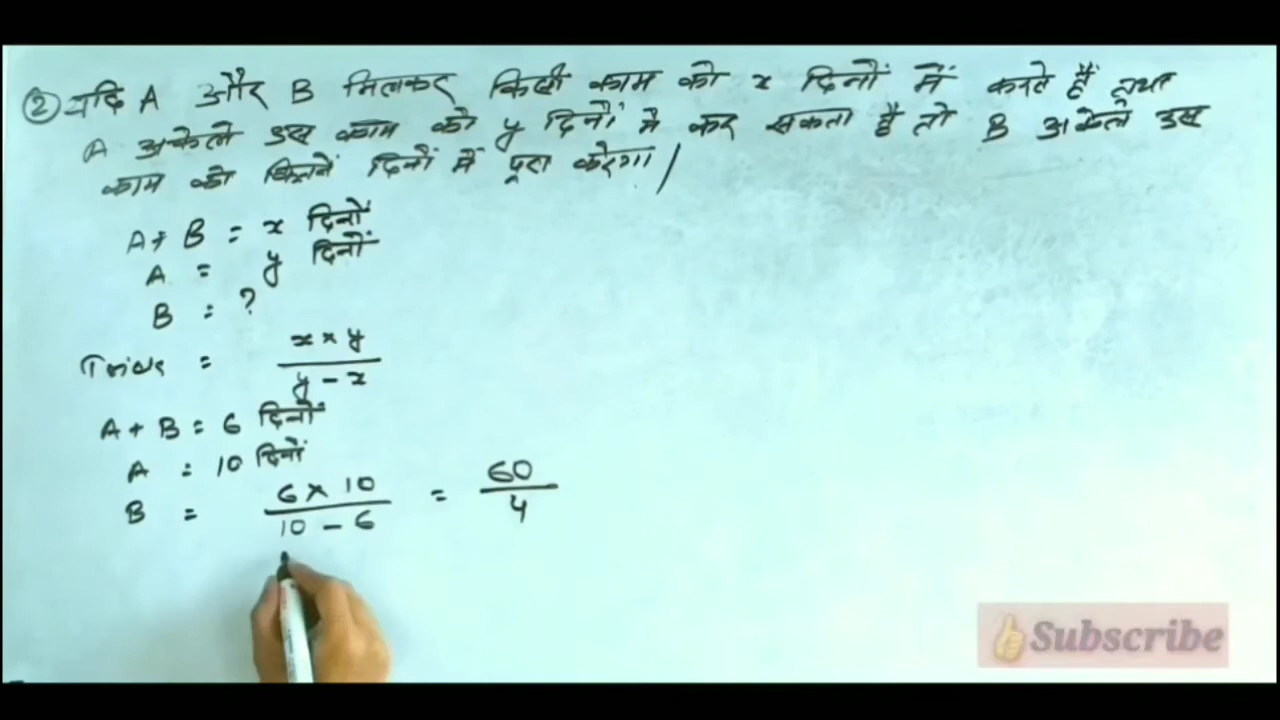 ② यदि A और B मिलकर किसी काम को x दिनों में करते हैं तथा
A अकेले उस काम को y दिनों में कर सकता है तो B अकेले उस
काम को कितने दिनों में पूरा करेगा /
A + B = x दिनों
A = y दिनों
B = ?
Trick = x × y / y - x
A + B = 6 दिनों
A = 10 दिनों
B = 6 × 10 / 10 - 6 = 60 / 4
Subscribe